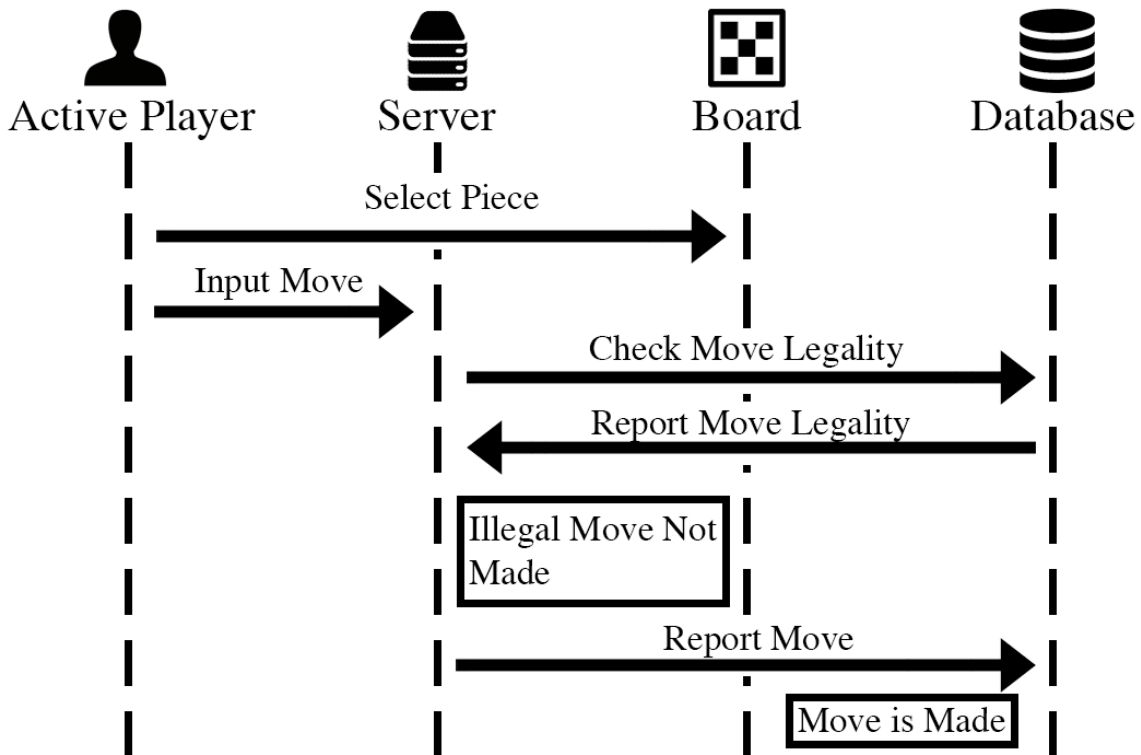 Active Player
Server
Board
Database
Select Piece
Input Move
Check Move Legality
Report Move Legality
Illegal Move Not
Made
Report Move
Move is Made